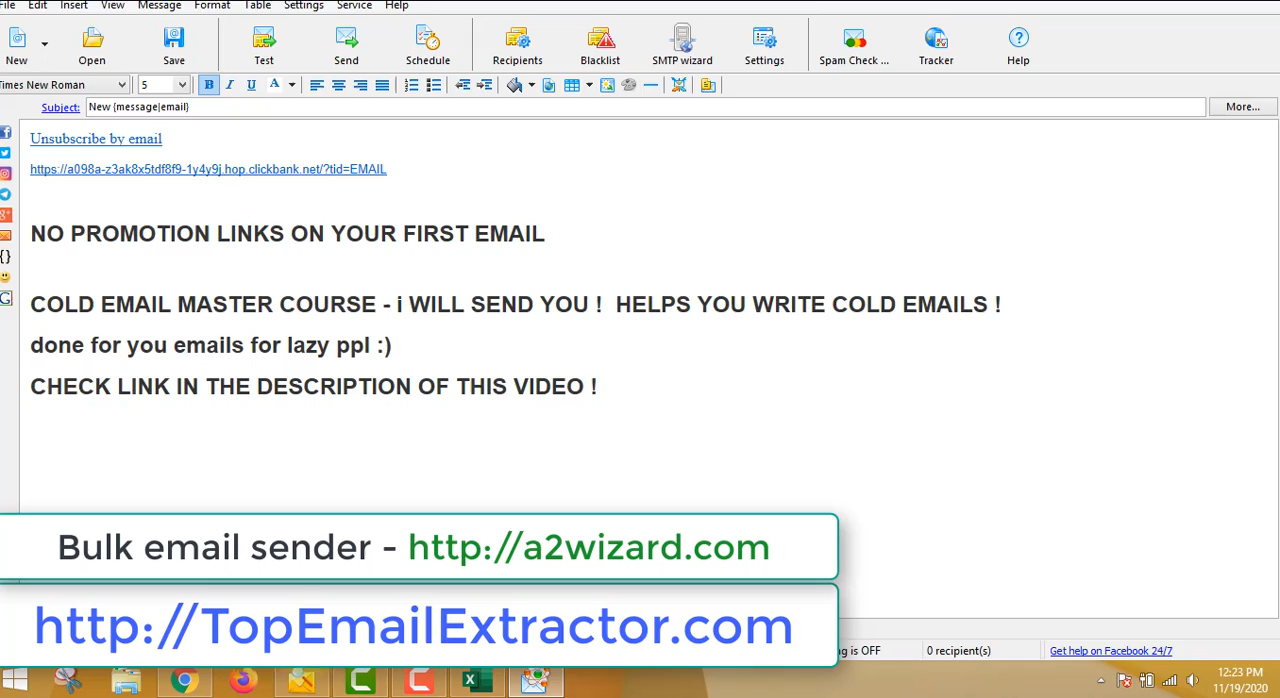 File Edit Insert View Message Format Table Settings Service Help
New Open Save Test Send Schedule Recipients Blacklist SMTP wizard Settings Spam Check ... Tracker Help
Times New Roman 5 B I U A
Subject: New {message|email} More...
Unsubscribe by email
https://a098a-z3ak8x5tdf8f9-1y4y9j.hop.clickbank.net/?tid=EMAIL
NO PROMOTION LINKS ON YOUR FIRST EMAIL
COLD EMAIL MASTER COURSE - i WILL SEND YOU ! HELPS YOU WRITE COLD EMAILS !
done for you emails for lazy ppl :)
CHECK LINK IN THE DESCRIPTION OF THIS VIDEO !
Bulk email sender - http://a2wizard.com
http://TopEmailExtractor.com
is OFF 0 recipient(s) Get help on Facebook 24/7
12:23 PM
11/19/2020